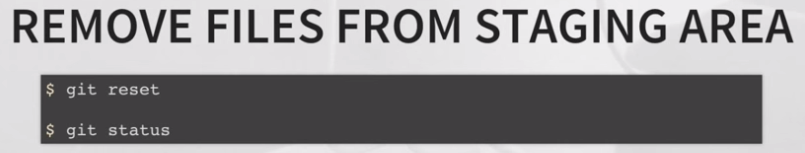 REMOVE FILES FROM STAGING AREA
$ git reset
$ git status